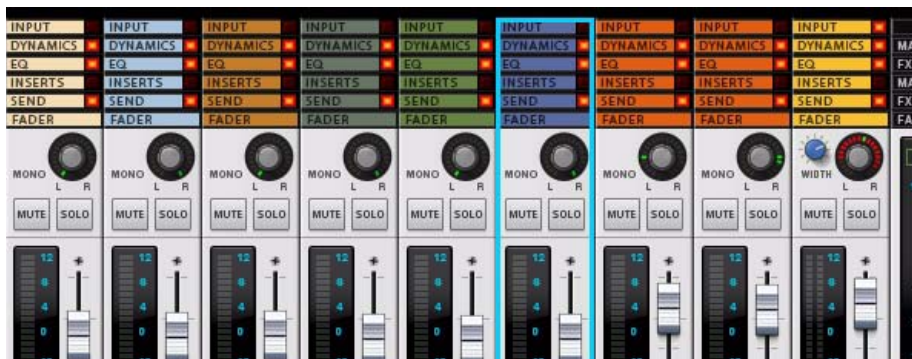 INPUT INPUT INPUT INPUT INPUT INPUT INPUT INPUT INPUT
DYNAMICS DYNAMICS DYNAMICS DYNAMICS DYNAMICS DYNAMICS DYNAMICS DYNAMICS DYNAMICS MA
EQ EQ EQ EQ EQ EQ EQ EQ EQ FX
INSERTS INSERTS INSERTS INSERTS INSERTS INSERTS INSERTS INSERTS INSERTS MA
SEND SEND SEND SEND SEND SEND SEND SEND SEND FX
FADER FADER FADER FADER FADER FADER FADER FADER FADER FA
MONO MONO MONO MONO MONO MONO MONO MONO WIDTH
L R L R L R L R L R L R L R L R L R
MUTE SOLO MUTE SOLO MUTE SOLO MUTE SOLO MUTE SOLO MUTE SOLO MUTE SOLO MUTE SOLO MUTE SOLO
12 12 12 12 12 12 12 12 12
6 6 6 6 6 6 6 6 6
4 4 4 4 4 4 4 4 4
0 0 0 0 0 0 0 0 0